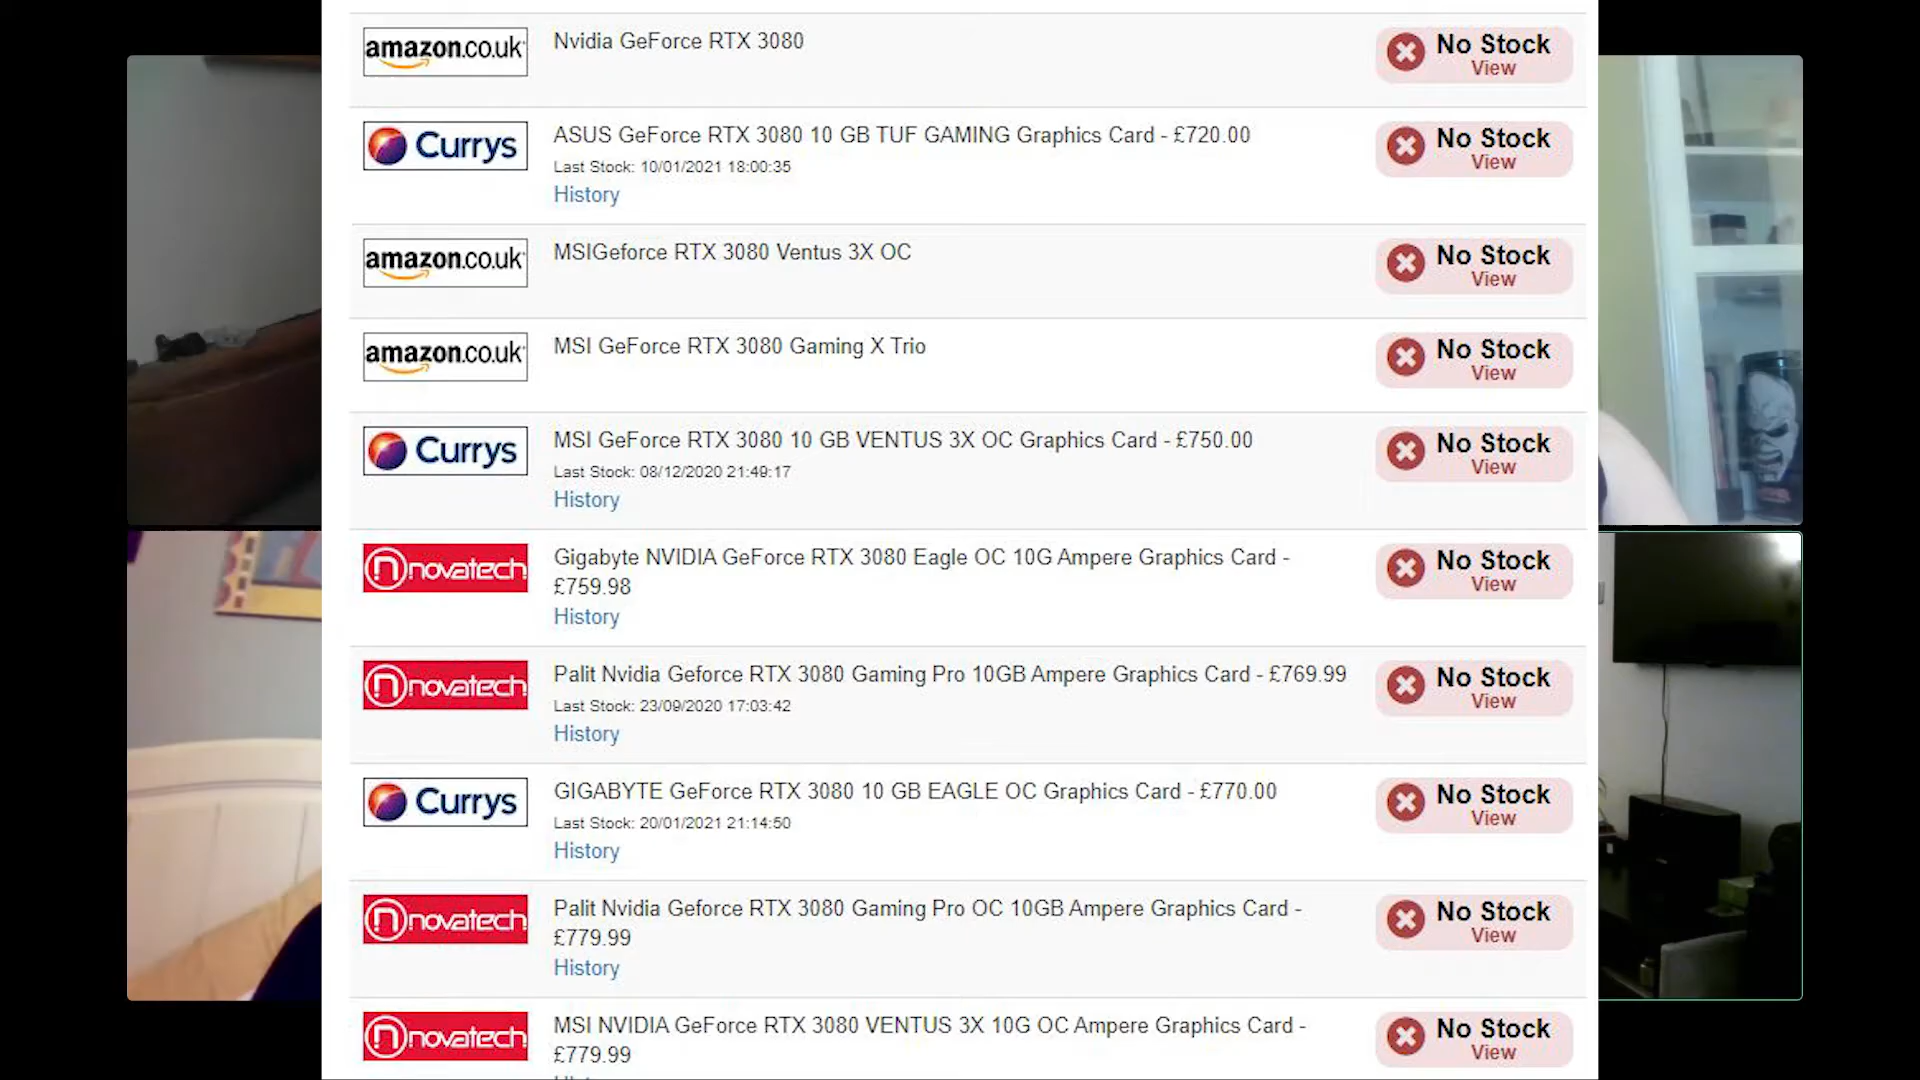 amazon.co.uk
Nvidia GeForce RTX 3080
No Stock
View
Currys
ASUS GeForce RTX 3080 10 GB TUF GAMING Graphics Card - £720.00
Last Stock: 10/01/2021 18:00:35
History
No Stock
View
amazon.co.uk
MSIGeforce RTX 3080 Ventus 3X OC
No Stock
View
amazon.co.uk
MSI GeForce RTX 3080 Gaming X Trio
No Stock
View
Currys
MSI GeForce RTX 3080 10 GB VENTUS 3X OC Graphics Card - £750.00
Last Stock: 08/12/2020 21:49:17
History
No Stock
View
novatech
Gigabyte NVIDIA GeForce RTX 3080 Eagle OC 10G Ampere Graphics Card -
£759.98
History
No Stock
View
novatech
Palit Nvidia Geforce RTX 3080 Gaming Pro 10GB Ampere Graphics Card - £769.99
Last Stock: 23/09/2020 17:03:42
History
No Stock
View
Currys
GIGABYTE GeForce RTX 3080 10 GB EAGLE OC Graphics Card - £770.00
Last Stock: 20/01/2021 21:14:50
History
No Stock
View
novatech
Palit Nvidia Geforce RTX 3080 Gaming Pro OC 10GB Ampere Graphics Card -
£779.99
History
No Stock
View
novatech
MSI NVIDIA GeForce RTX 3080 VENTUS 3X 10G OC Ampere Graphics Card -
£779.99
No Stock
View